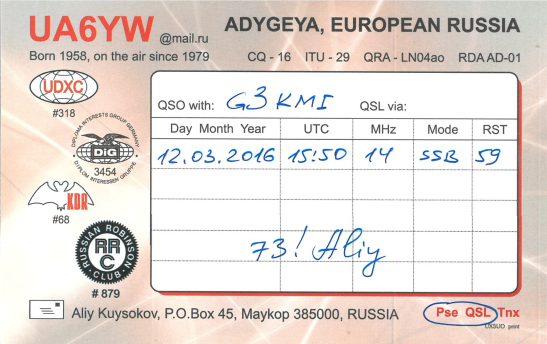 UA6YW @mail.ru
ADYGEYA, EUROPEAN RUSSIA
Born 1958, on the air since 1979
CQ - 16 ITU - 29 QRA - LN04ao RDA AD-01
UDXC
#318
DIPLOMA INTERESTS GROUP GERMANY
DIG
3454
DIPLOM INTERESSEN GRUPPE
KDR
#68
RUSSIAN ROBINSON
RRC
CLUB
# 879
QSO with: G3KMI QSL via:
Day Month Year UTC MHz Mode RST
12.03.2016 15:50 14 SSB 59
73! Aliy
Aliy Kuysokov, P.O.Box 45, Maykop 385000, RUSSIA
Pse QSL Tnx
UX5UO print